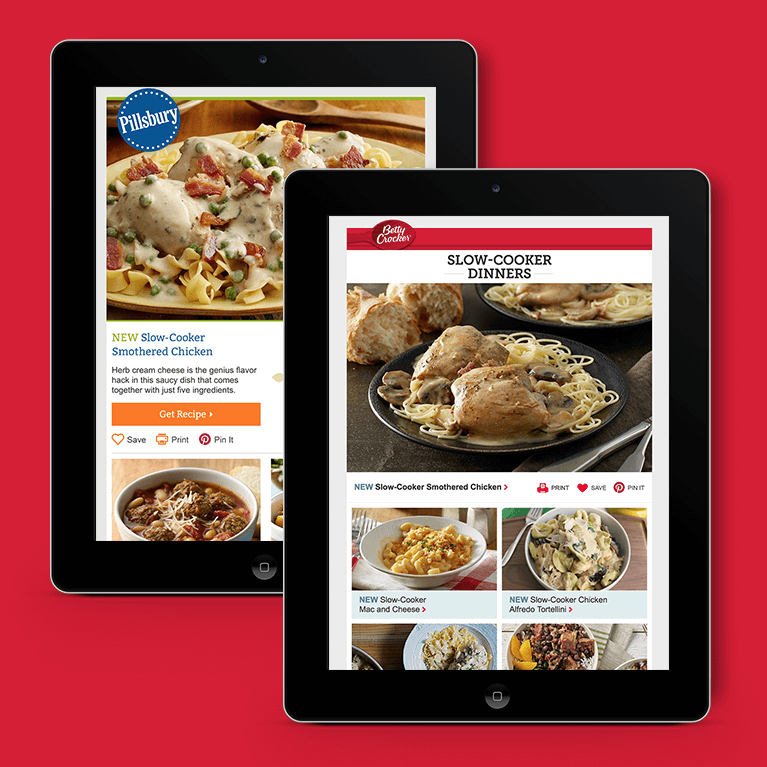 Pillsbury
NEW Slow-Cooker
Smothered Chicken
Herb cream cheese is the genius flavor
hack in this saucy dish that comes
together with just five ingredients.
Get Recipe
Save Print Pin It
Betty
Crocker
SLOW-COOKER
DINNERS
NEW Slow-Cooker Smothered Chicken
PRINT SAVE PIN IT
NEW Slow-Cooker
Mac and Cheese
NEW Slow-Cooker Chicken
Alfredo Tortellini